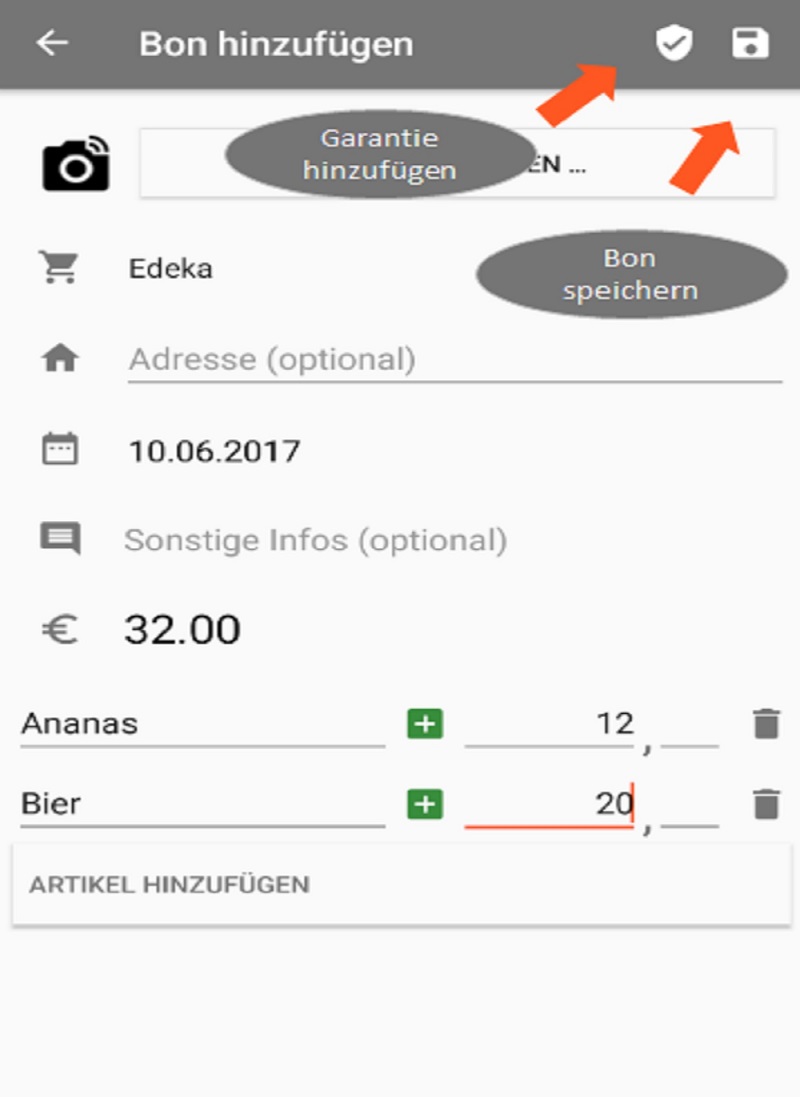 Bon hinzufügen
Garantie
hinzufügen
EN ...
Edeka
Bon
speichern
Adresse (optional)
10.06.2017
Sonstige Infos (optional)
€ 32.00
Ananas 12 ,
Bier 20 ,
ARTIKEL HINZUFÜGEN